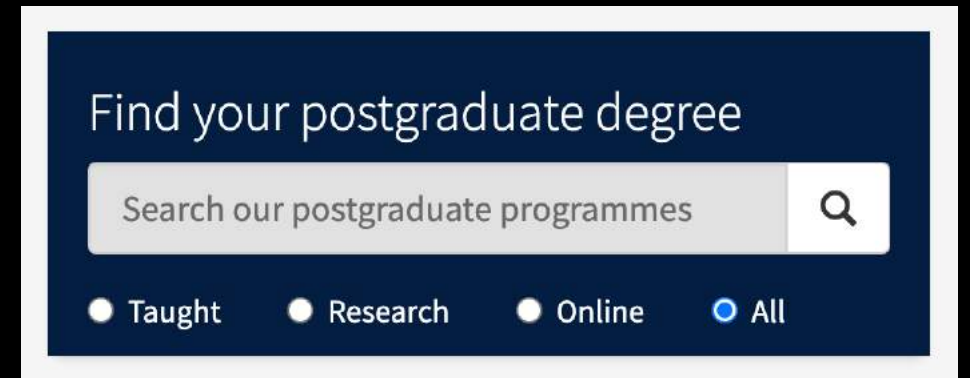 Find your postgraduate degree
Search our postgraduate programmes
Taught Research Online All